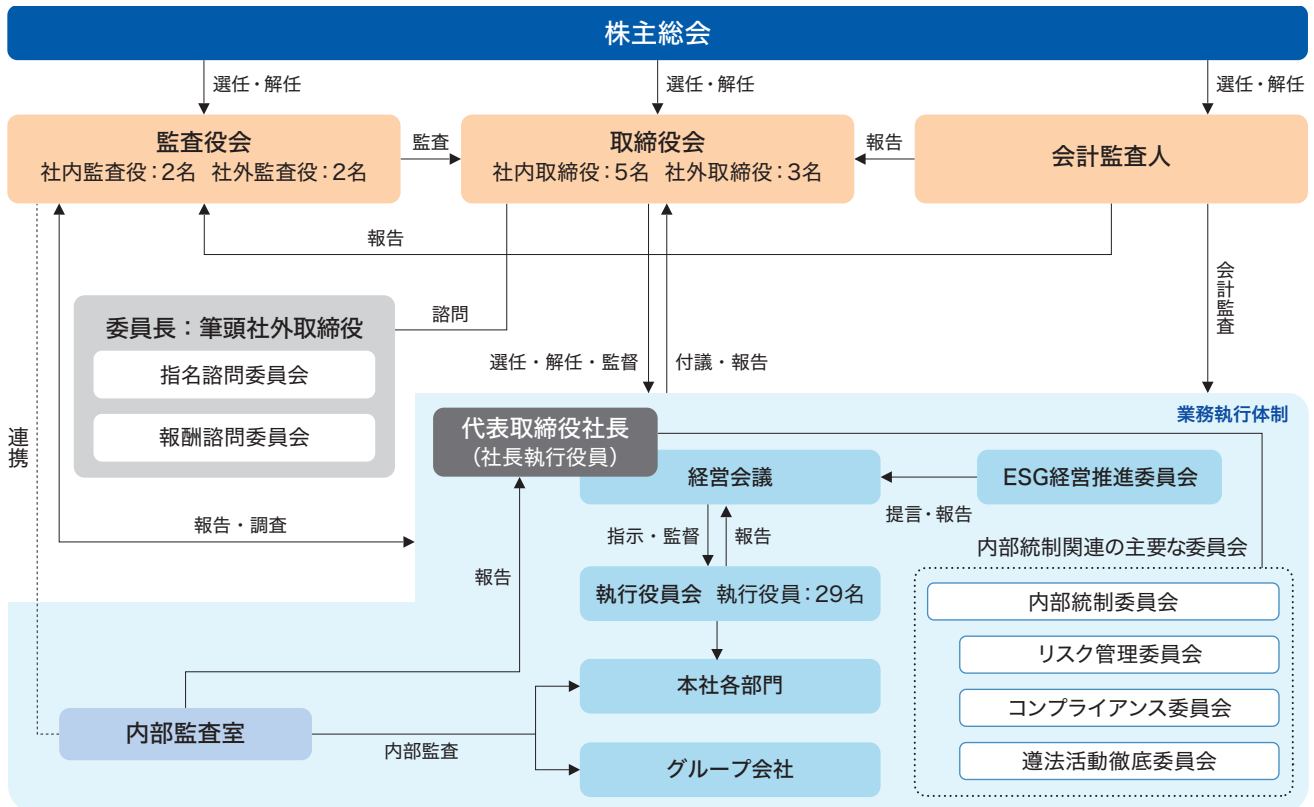 株主総会
選任・解任
選任・解任
選任・解任
監査役会
社内監査役：2名 社外監査役：2名
監査
取締役会
社内取締役：5名 社外取締役：3名
報告
会計監査人
報告
会計監査
委員長：筆頭社外取締役
指名諮問委員会
報酬諮問委員会
諮問
選任・解任・監督
付議・報告
連携
業務執行体制
代表取締役社長
（社長執行役員）
経営会議
ESG経営推進委員会
提言・報告
報告・調査
指示・監督
報告
内部統制関連の主要な委員会
報告
執行役員会 執行役員：29名
内部統制委員会
リスク管理委員会
本社各部門
コンプライアンス委員会
内部監査室
内部監査
グループ会社
遵法活動徹底委員会